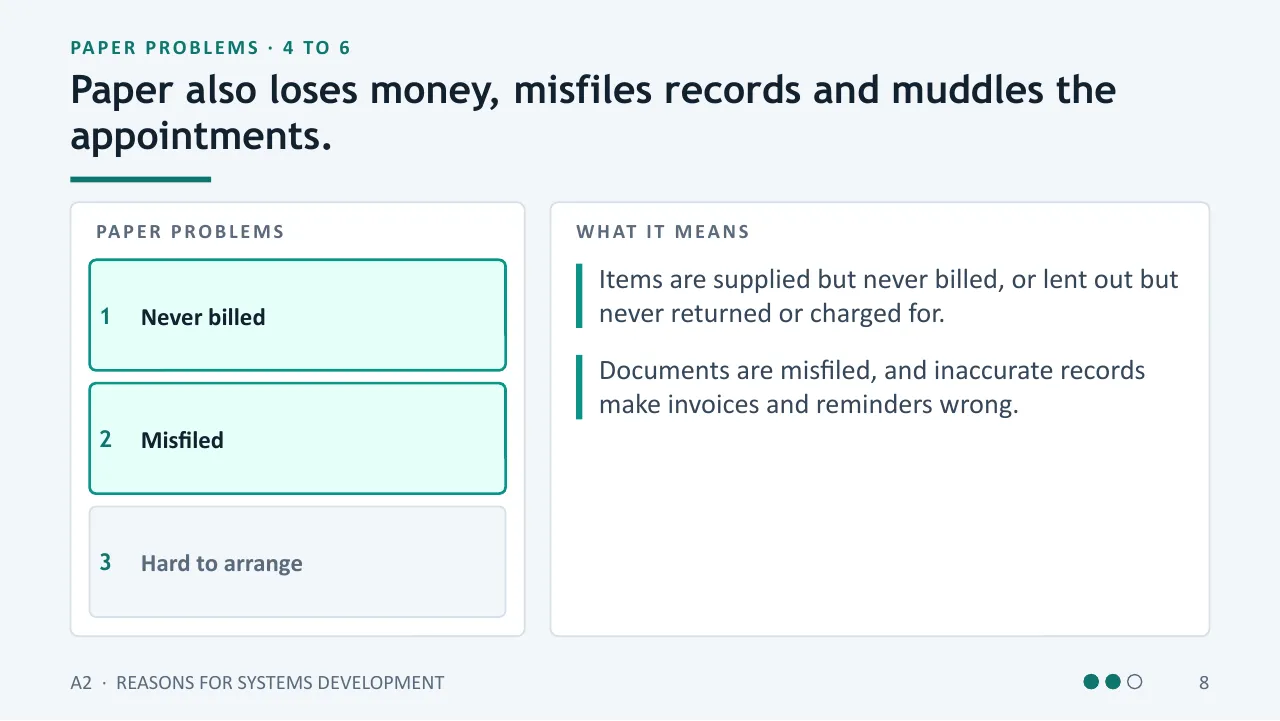 PAPER PROBLEMS · 4 TO 6
Paper also loses money, misfiles records and muddles the
appointments.
PAPER PROBLEMS
1 Never billed
2 Misfiled
3 Hard to arrange
WHAT IT MEANS
Items are supplied but never billed, or lent out but
never returned or charged for.
Documents are misfiled, and inaccurate records
make invoices and reminders wrong.
A2 · REASONS FOR SYSTEMS DEVELOPMENT
8